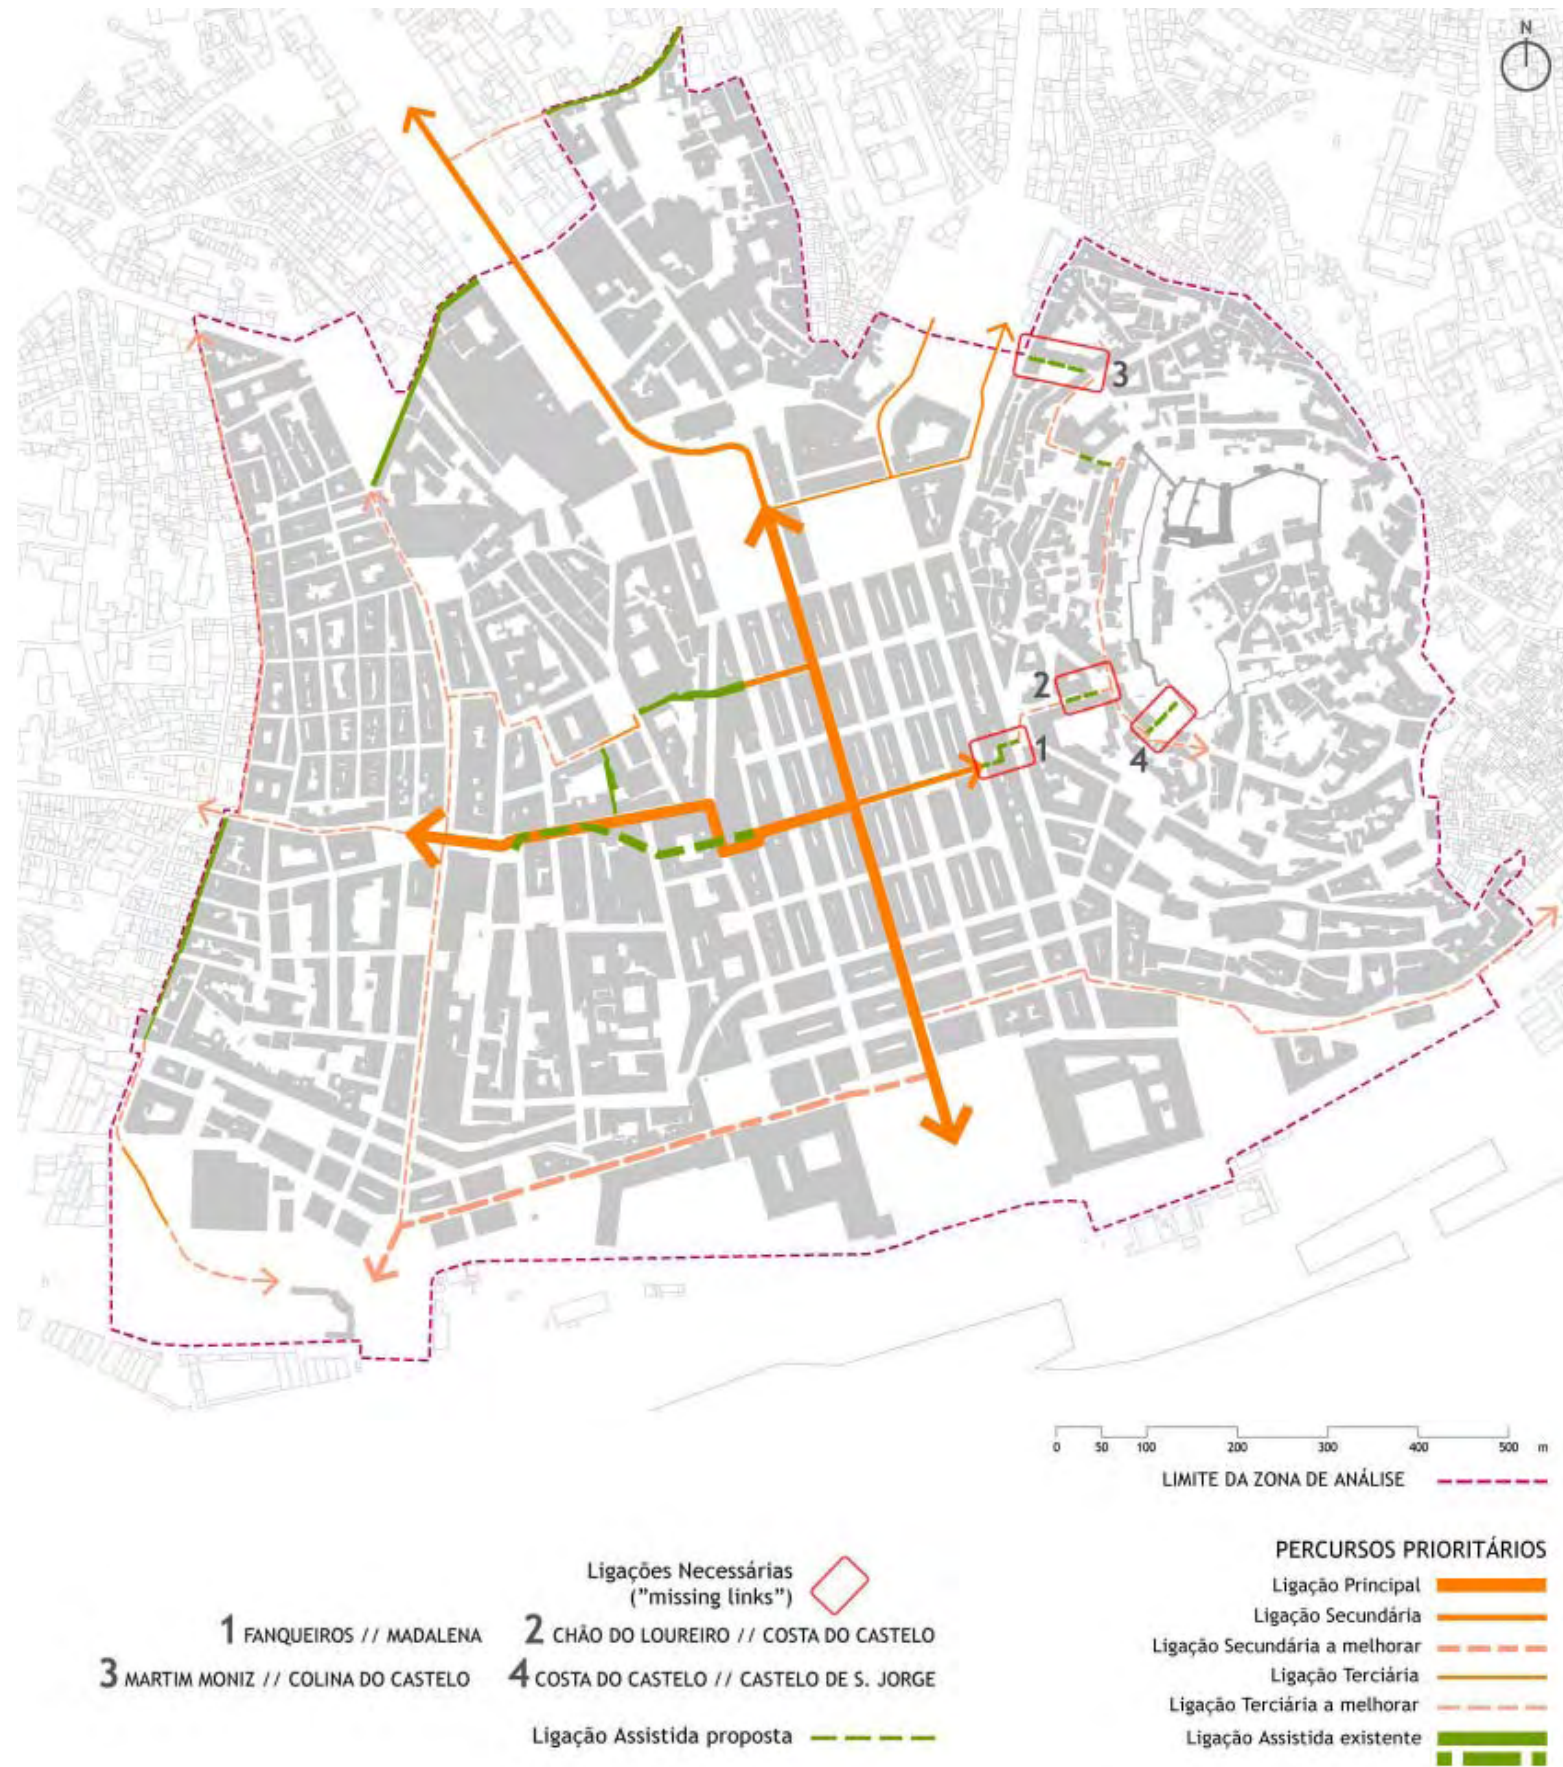 N
3
2
1
4
0 50 100 200 300 400 500 m
LIMITE DA ZONA DE ANÁLISE
PERCURSOS PRIORITÁRIOS
Ligação Principal
Ligação Secundária
Ligação Secundária a melhorar
Ligação Terciária
Ligação Terciária a melhorar
Ligação Assistida existente
Ligações Necessárias
("missing links")
1 FANQUEIROS // MADALENA
2 CHÃO DO LOUREIRO // COSTA DO CASTELO
3 MARTIM MONIZ // COLINA DO CASTELO
4 COSTA DO CASTELO // CASTELO DE S. JORGE
Ligação Assistida proposta